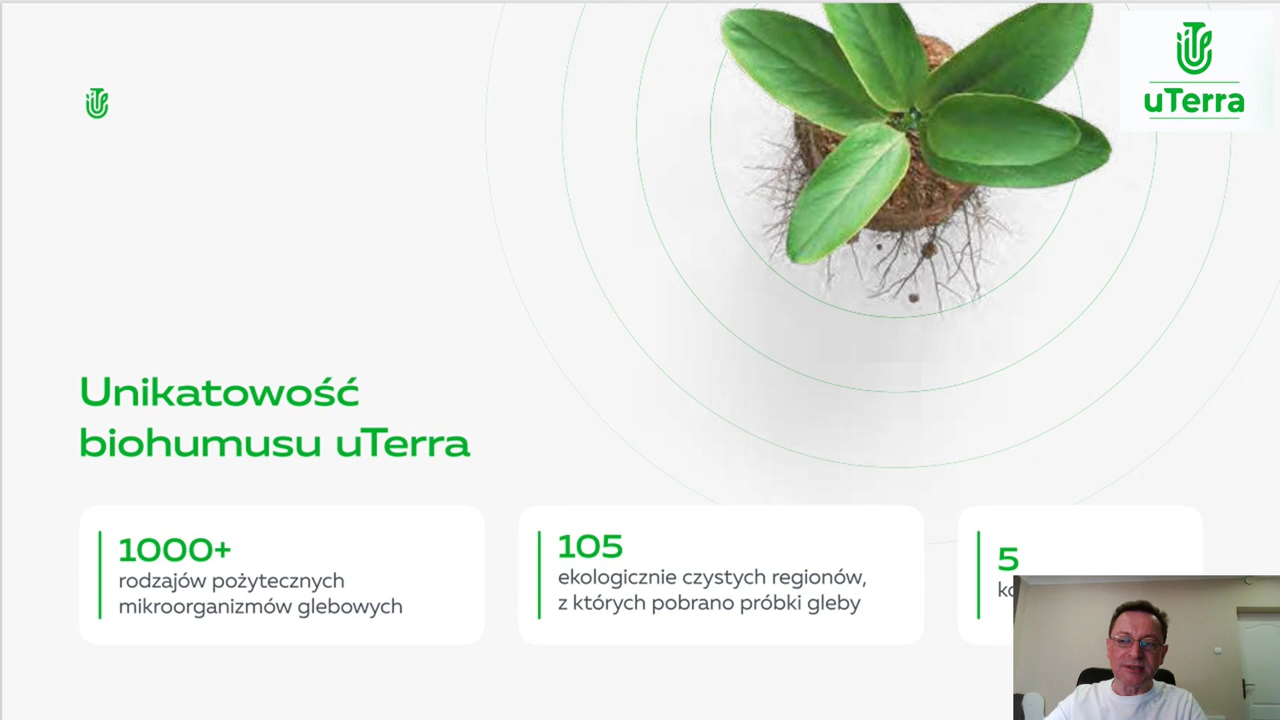 uTerra
Unikatowość
biohumusu uTerra
1000+
rodzajów pożytecznych
mikroorganizmów glebowych
105
ekologicznie czystych regionów,
z których pobrano próbki gleby
5